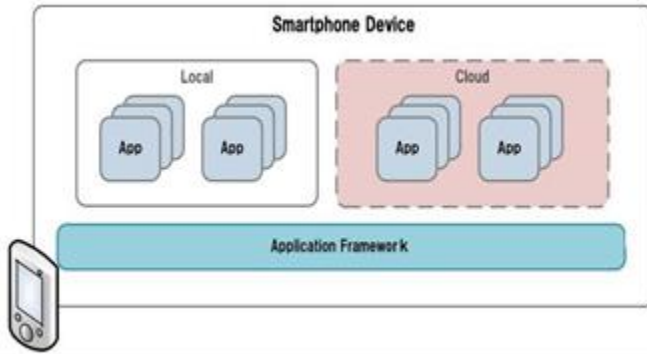 Smartphone Device
Local
Cloud
App
App
App
App
Application Framework